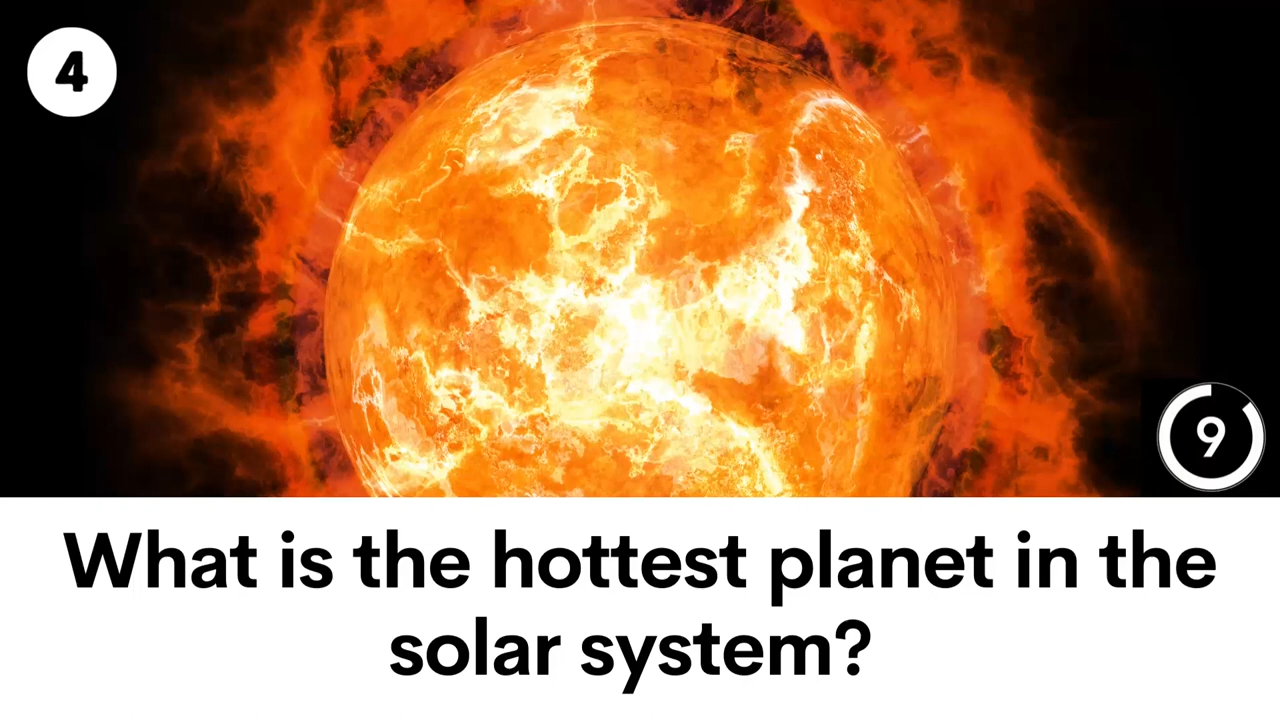 4
9
What is the hottest planet in the
solar system?